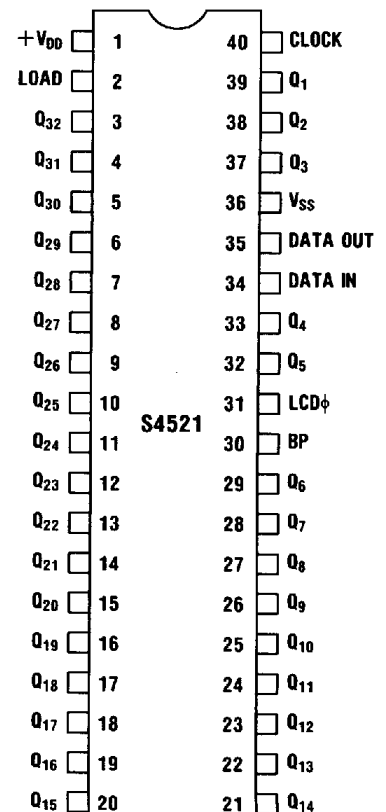 +V_DD 1 40 CLOCK
LOAD 2 39 Q₁
Q₃₂ 3 38 Q₂
Q₃₁ 4 37 Q₃
Q₃₀ 5 36 V_SS
Q₂₉ 6 35 DATA OUT
Q₂₈ 7 34 DATA IN
Q₂₇ 8 33 Q₄
Q₂₆ 9 32 Q₅
Q₂₅ 10 31 LCDϕ
S4521
Q₂₄ 11 30 BP
Q₂₃ 12 29 Q₆
Q₂₂ 13 28 Q₇
Q₂₁ 14 27 Q₈
Q₂₀ 15 26 Q₉
Q₁₉ 16 25 Q₁₀
Q₁₈ 17 24 Q₁₁
Q₁₇ 18 23 Q₁₂
Q₁₆ 19 22 Q₁₃
Q₁₅ 20 21 Q₁₄